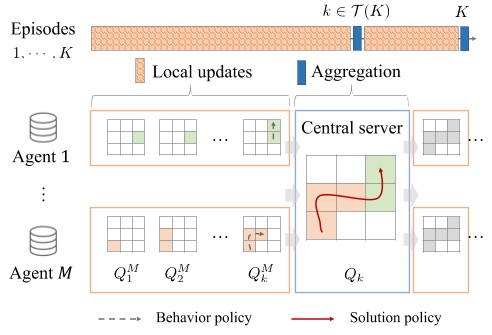 k ∈ 𝒯(K)
K
Episodes
1, ⋯ , K
Local updates
Aggregation
Agent 1
...
Central server
...
⋮
Agent M
...
...
Q_1^M
Q_2^M
Q_k^M
Q_k
Behavior policy
Solution policy